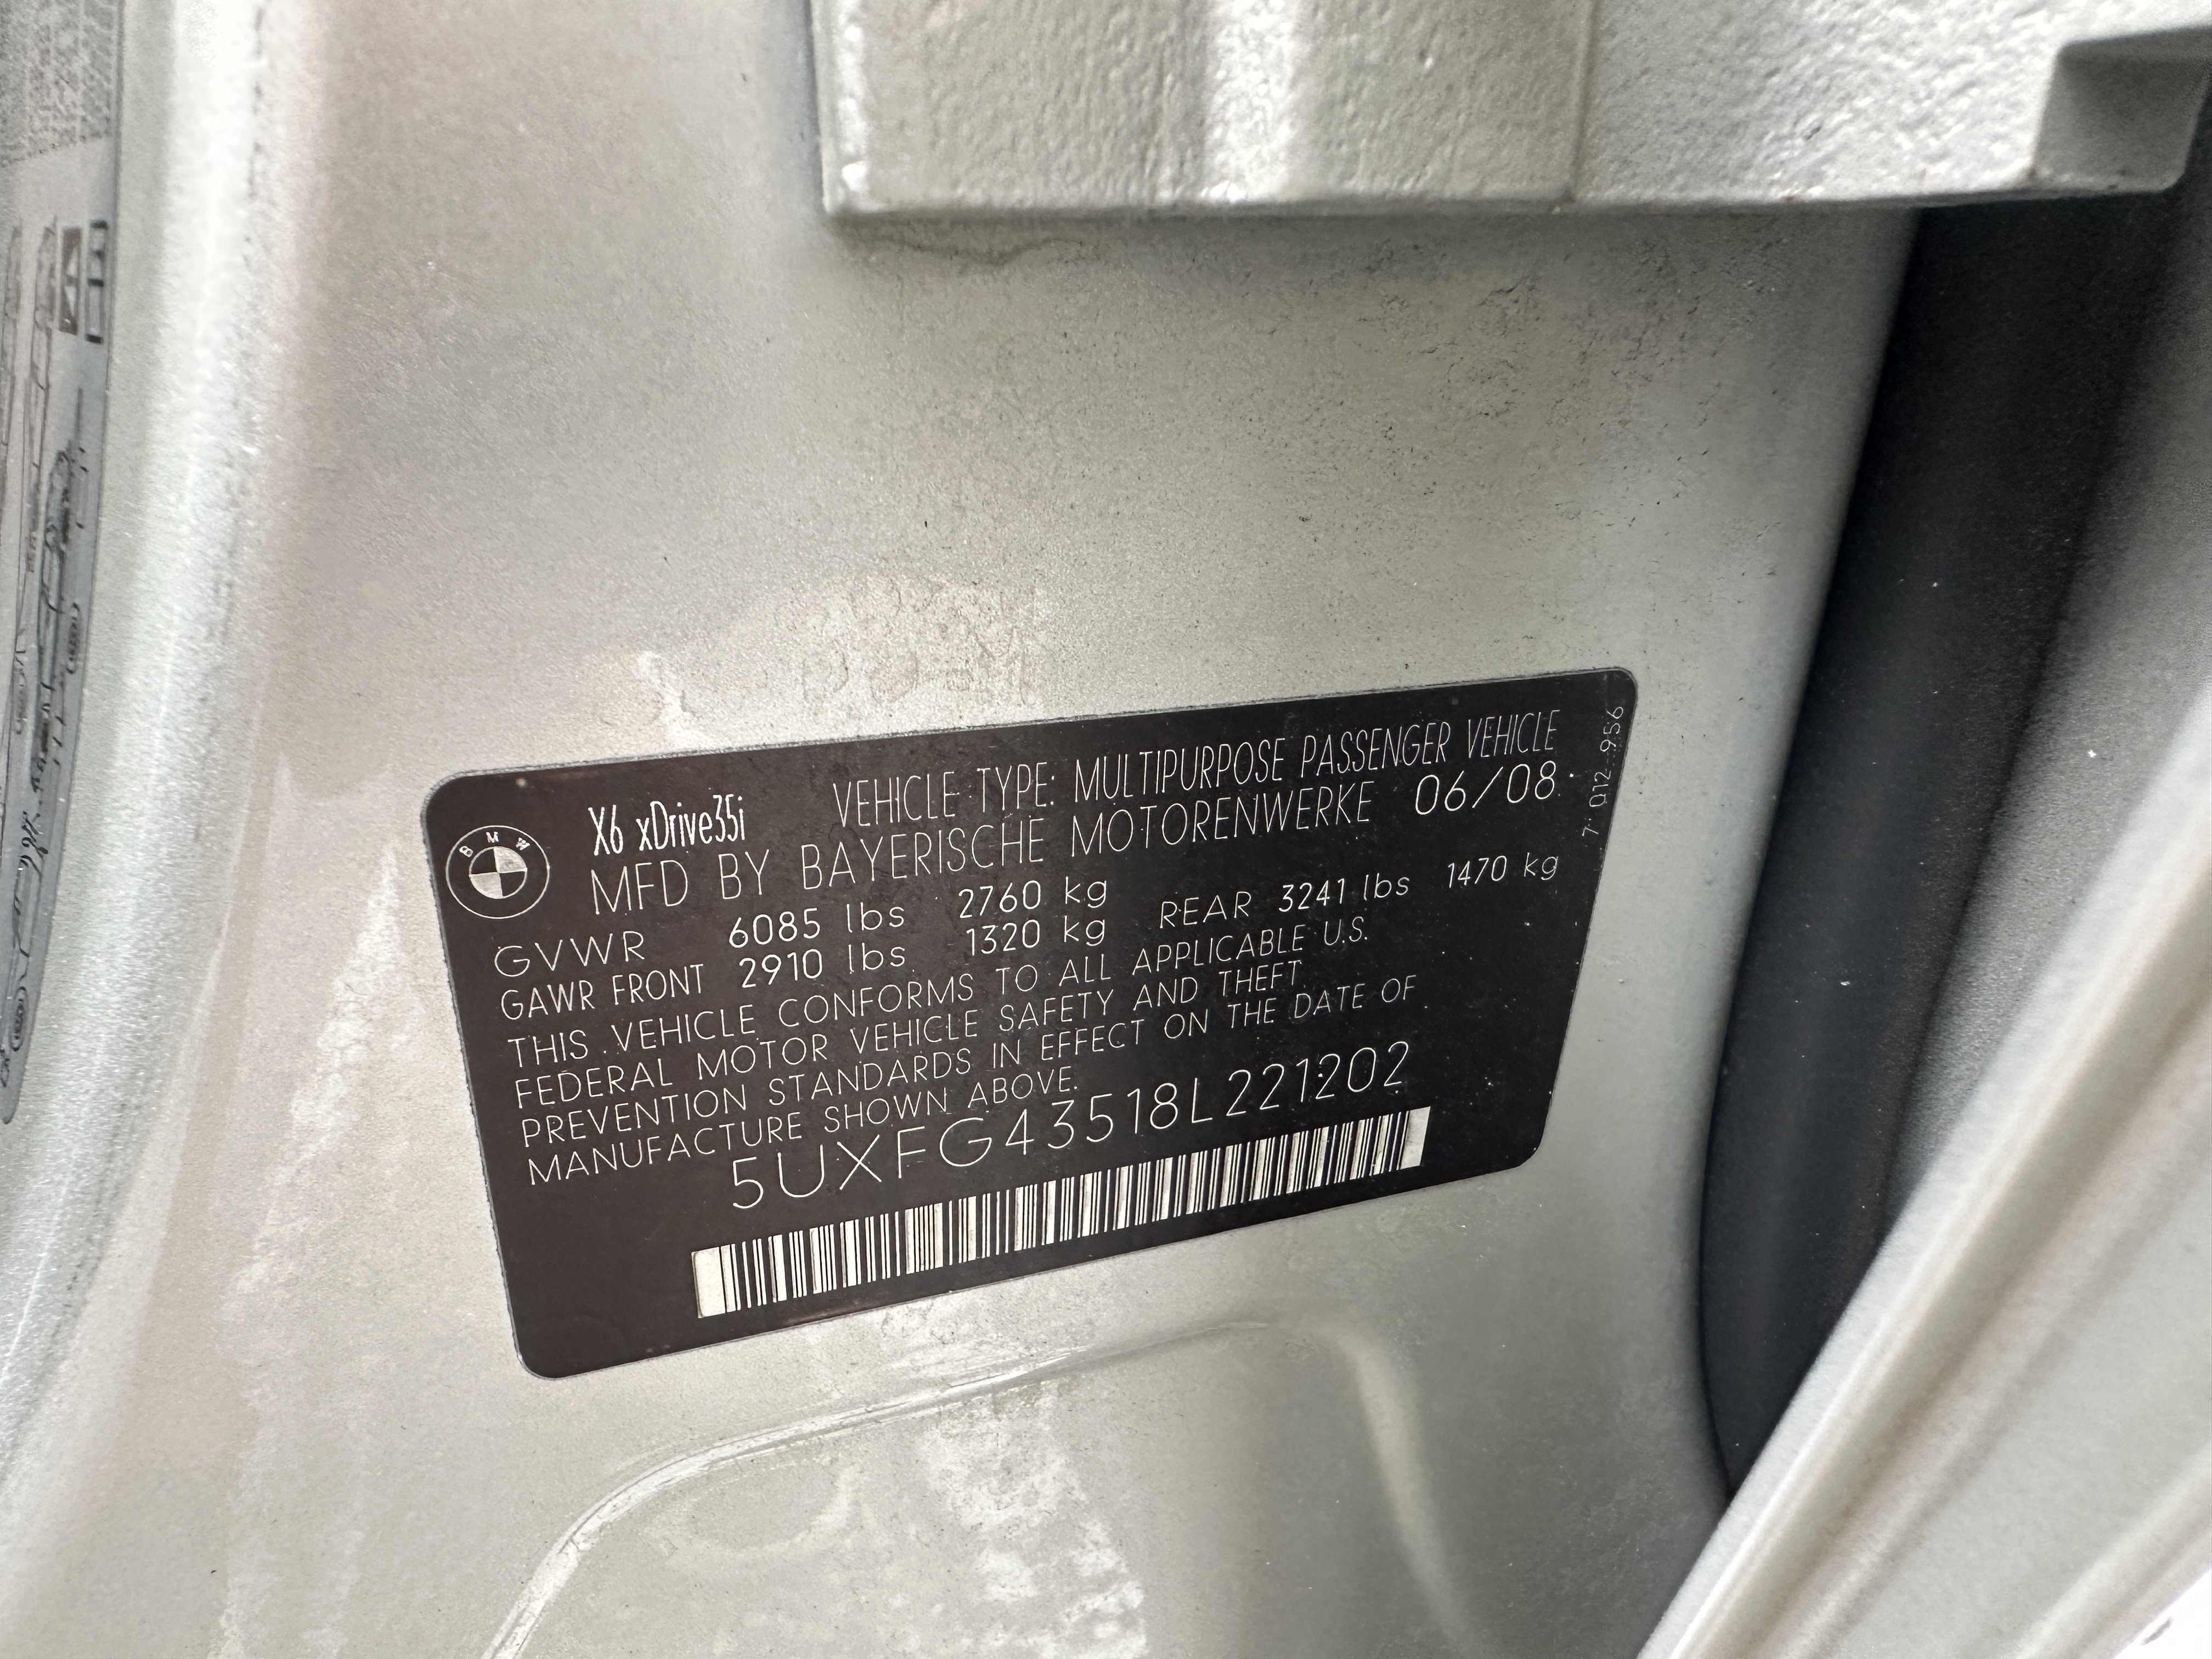 X6 xDrive35i VEHICLE TYPE: MULTIPURPOSE PASSENGER VEHICLE
MFD BY BAYERISCHE MOTORENWERKE 06/08
BMW
GVWR 6085 lbs 2760 kg
GAWR FRONT 2910 lbs 1320 kg REAR 3241 lbs 1470 kg
THIS VEHICLE CONFORMS TO ALL APPLICABLE U.S.
FEDERAL MOTOR VEHICLE SAFETY AND THEFT
PREVENTION STANDARDS IN EFFECT ON THE DATE OF
MANUFACTURE SHOWN ABOVE.
5UXFG43518L221202
7 012-956